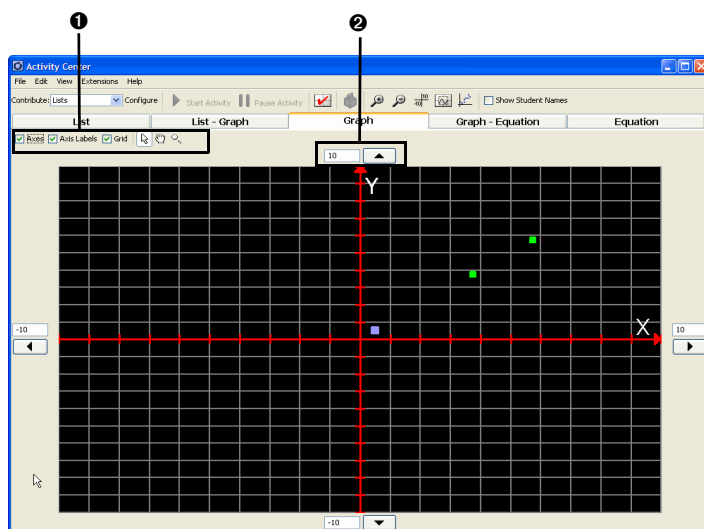 ❶ ❷
Activity Center
File Edit View Extensions Help
Contribute: Lists Configure Start Activity Pause Activity Show Student Names
List List - Graph Graph Graph - Equation Equation
Axes Axis Labels Grid
10
Y
X
-10 10
-10